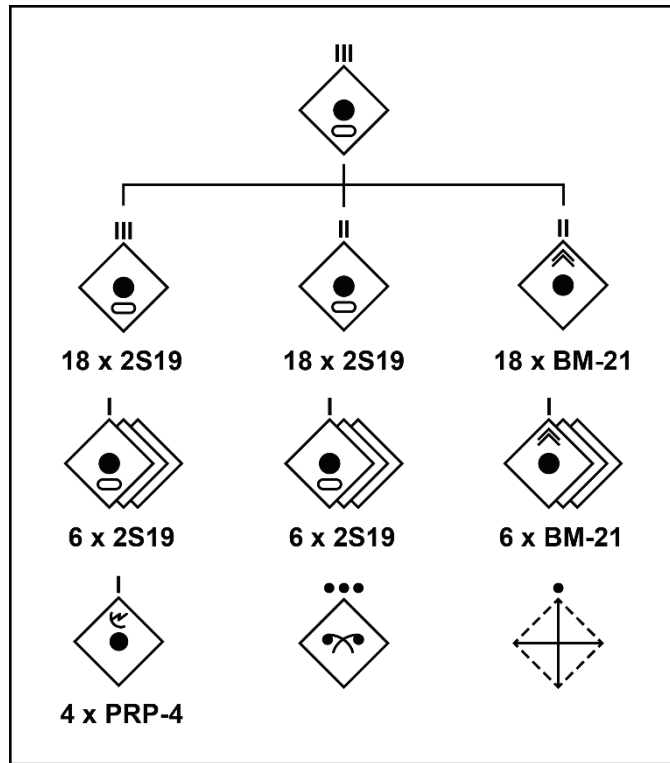 III
III II II
18 x 2S19 18 x 2S19 18 x BM-21
I I I
6 x 2S19 6 x 2S19 6 x BM-21
I
4 x PRP-4